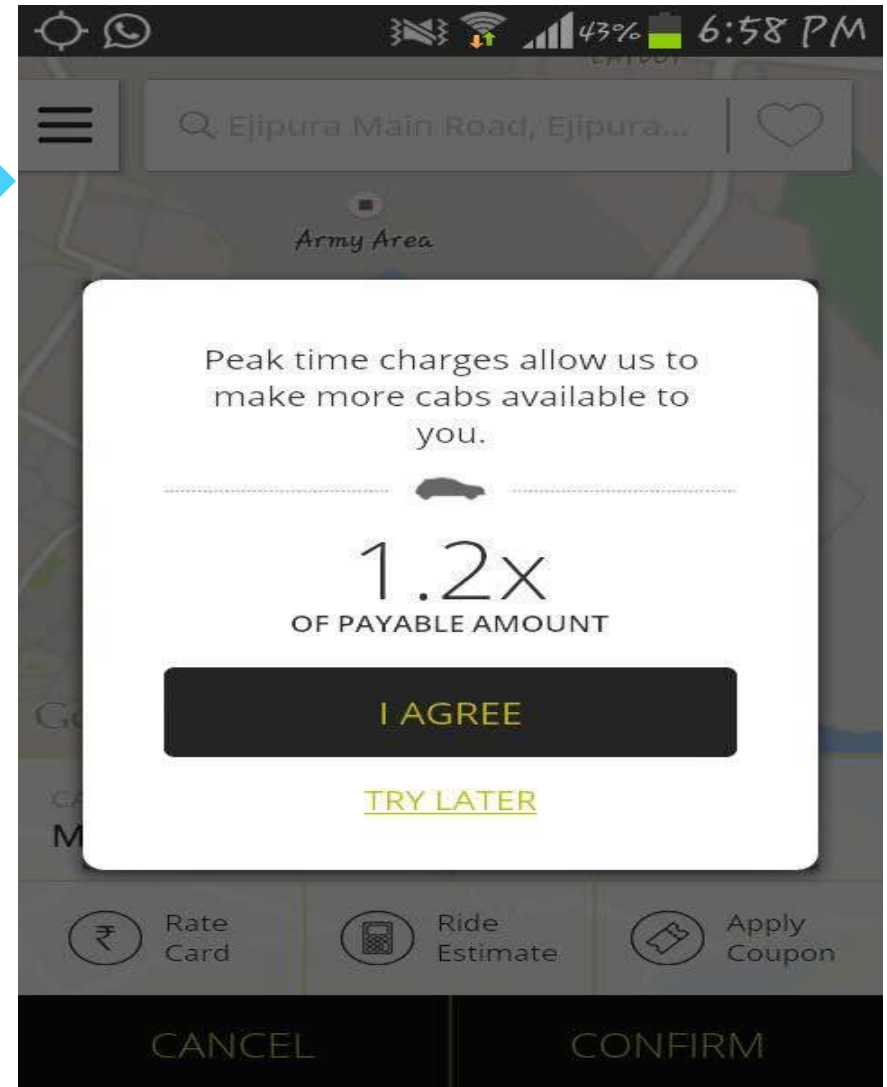 43% 6:58 PM
Ejipura Main Road, Ejipura...
Army Area
Peak time charges allow us to
make more cabs available to
you.
1.2x
OF PAYABLE AMOUNT
I AGREE
TRY LATER
Rate
Card
Ride
Estimate
Apply
Coupon
CANCEL
CONFIRM